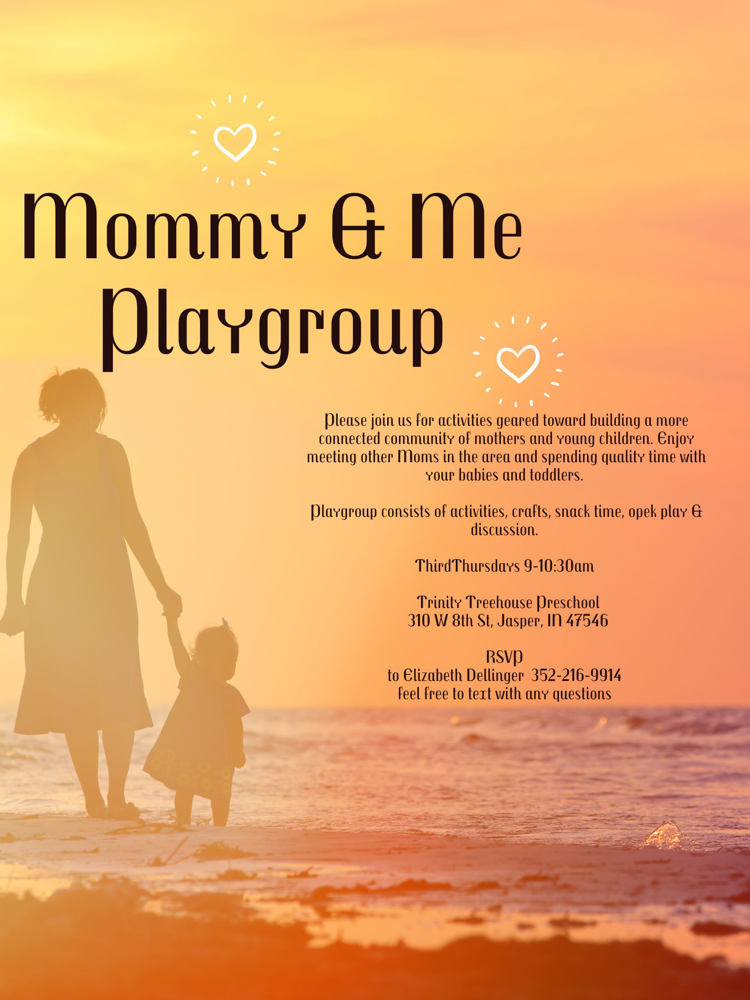 Mommy & Me
Playgroup
Please join us for activities geared toward building a more
connected community of mothers and young children. Enjoy
meeting other Moms in the area and spending quality time with
your babies and toddlers.
Playgroup consists of activities, crafts, snack time, opek play &
discussion.
ThirdThursdays 9-10:30am
Trinity Treehouse Preschool
310 W 8th St, Jasper, IN 47546
RSVP
to Elizabeth Dellinger 352-216-9914
feel free to text with any questions